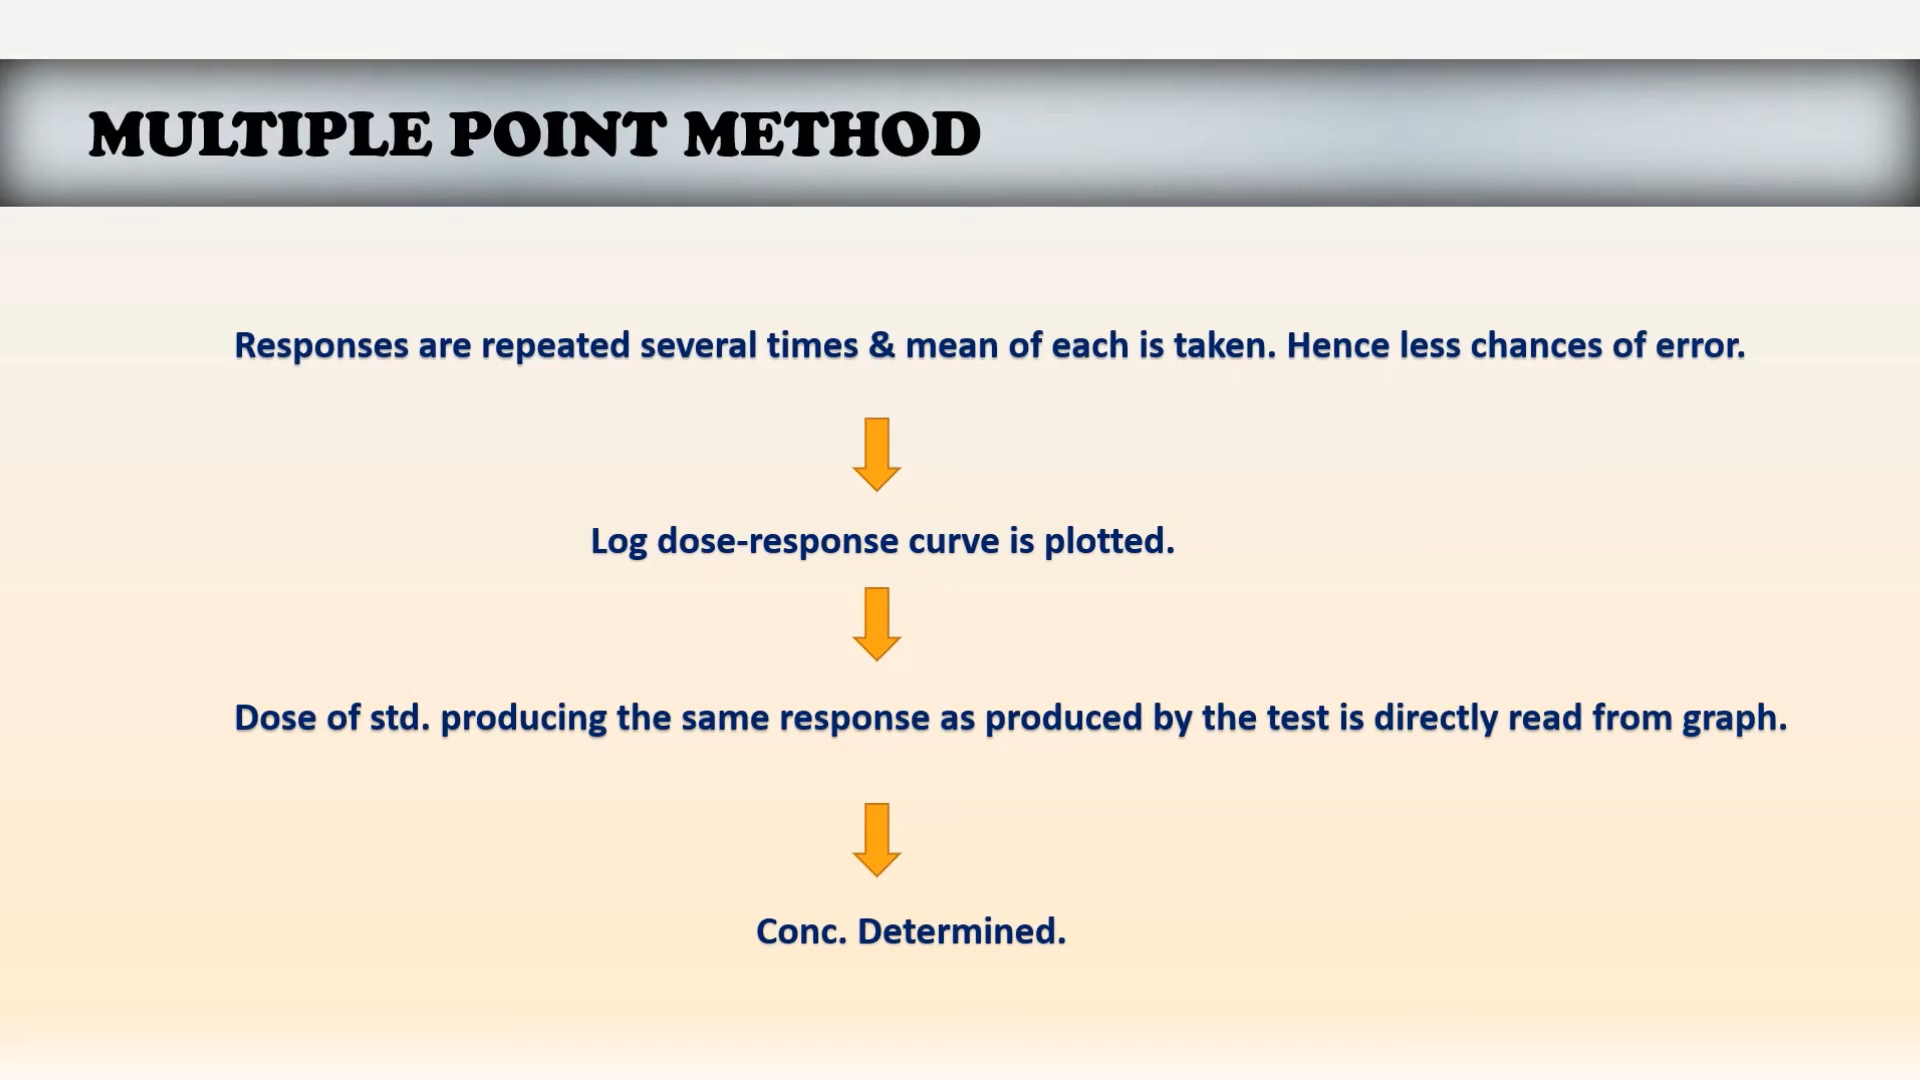 MULTIPLE POINT METHOD
Responses are repeated several times & mean of each is taken. Hence less chances of error.
Log dose-response curve is plotted.
Dose of std. producing the same response as produced by the test is directly read from graph.
Conc. Determined.